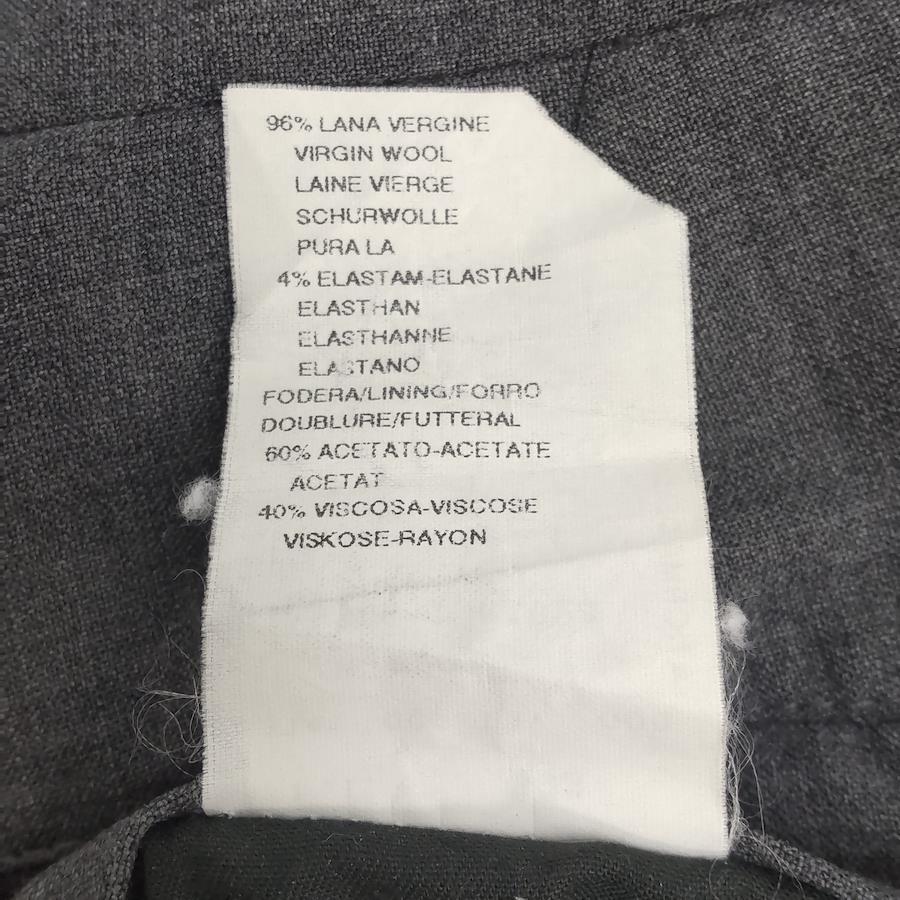 96% LANA VERGINE
VIRGIN WOOL
LAINE VIERGE
SCHURWOLLE
PURA LA
4% ELASTAM-ELASTANE
ELASTHAN
ELASTHANNE
ELASTANO
FODERA/LINING/FORRO
DOUBLURE/FUTTERAL
60% ACETATO-ACETATE
ACETAT
40% VISCOSA-VISCOSE
VISKOSE-RAYON